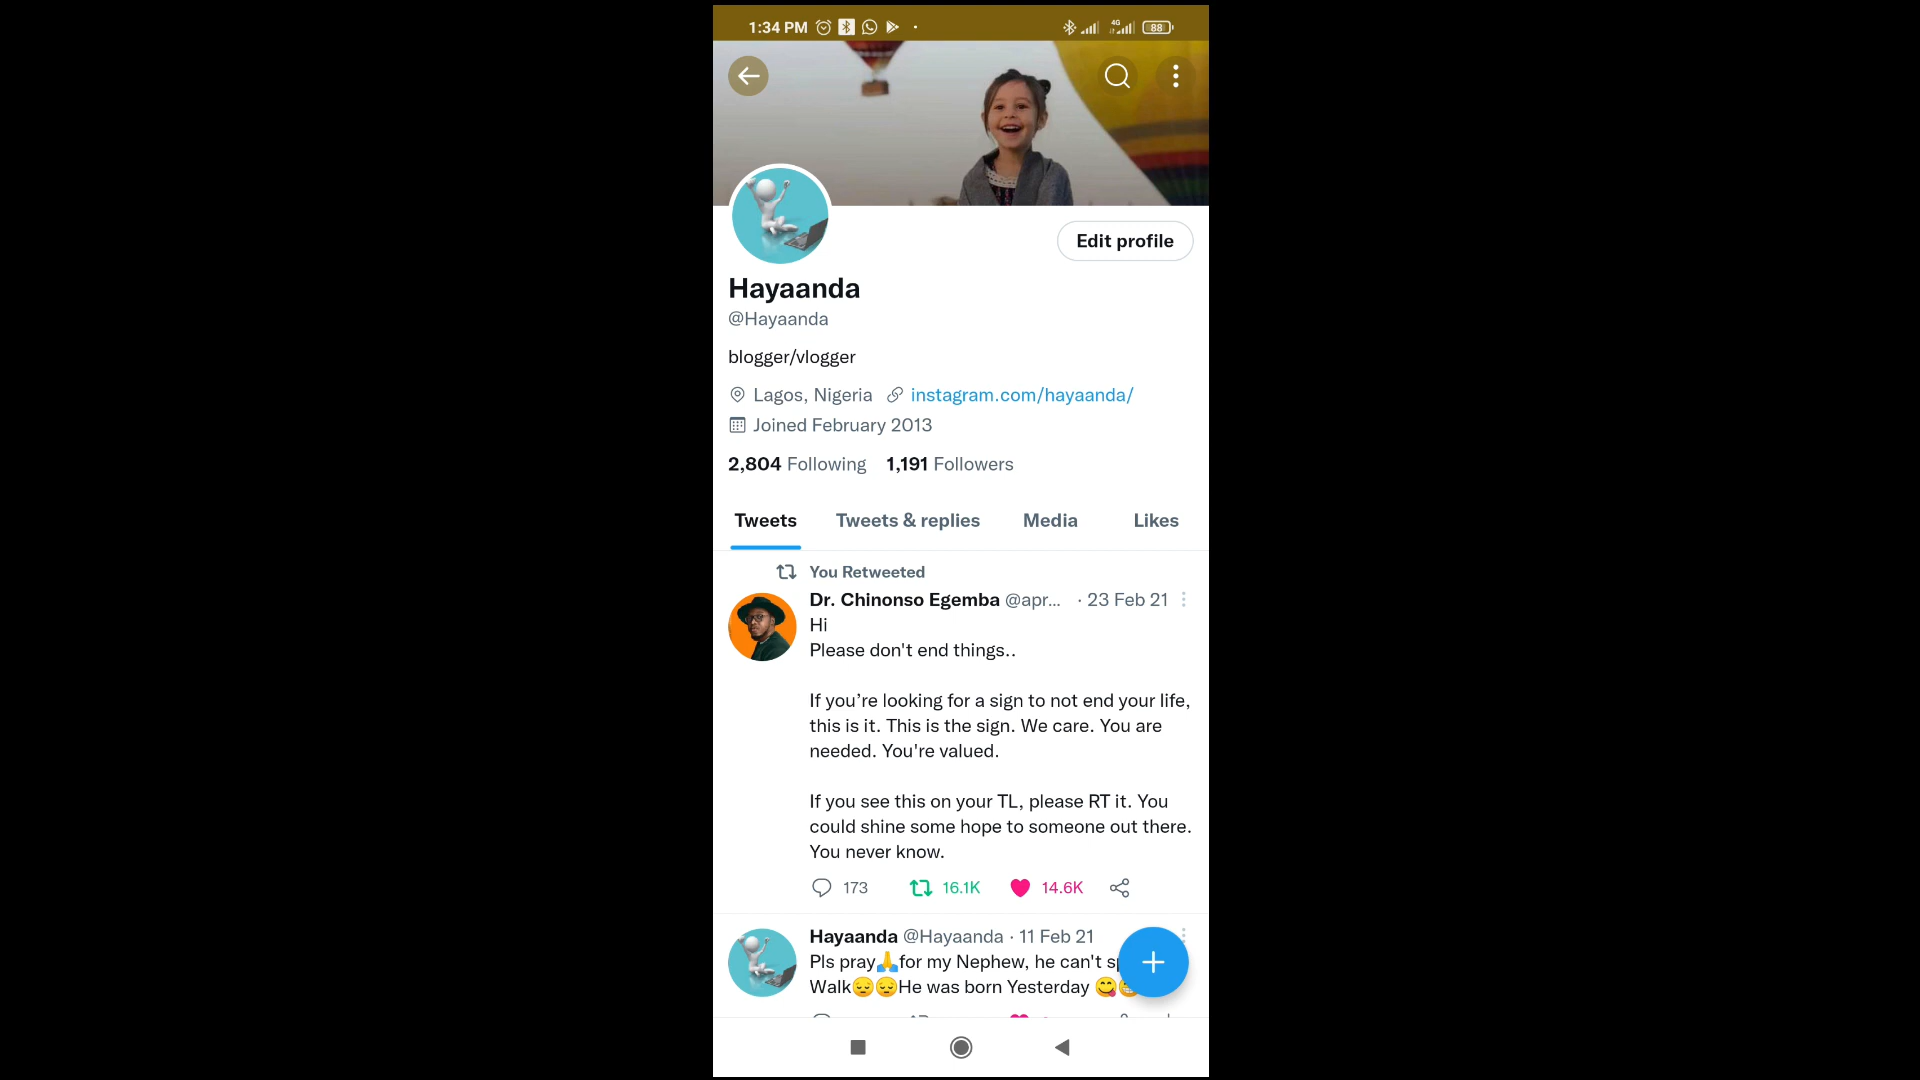 1:34 PM
4G
88
Edit profile
Hayaanda
@Hayaanda
blogger/vlogger
Lagos, Nigeria instagram.com/hayaanda/
Joined February 2013
2,804 Following 1,191 Followers
Tweets Tweets & replies Media Likes
You Retweeted
Dr. Chinonso Egemba @apr... · 23 Feb 21
Hi
Please don't end things..
If you’re looking for a sign to not end your life,
this is it. This is the sign. We care. You are
needed. You're valued.
If you see this on your TL, please RT it. You
could shine some hope to someone out there.
You never know.
173 16.1K 14.6K
Hayaanda @Hayaanda · 11 Feb 21
Pls pray🙏for my Nephew, he can't
Walk😔😔He was born Yesterday 😋😁